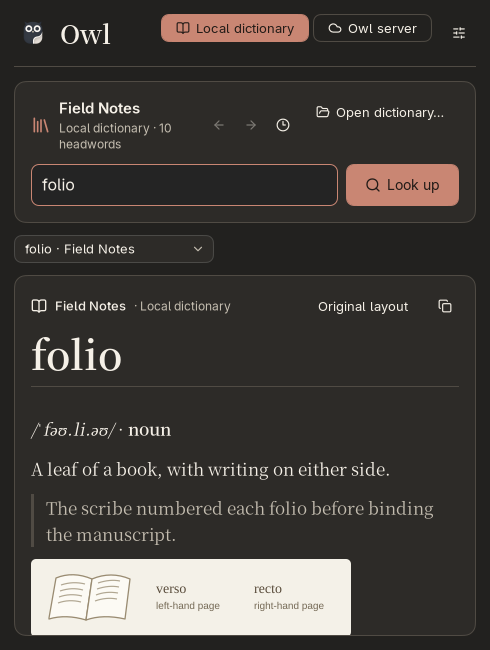 Owl
Local dictionary
Owl server
Field Notes
Local dictionary · 10
headwords
Open dictionary...
folio
Look up
folio · Field Notes
Field Notes · Local dictionary
Original layout
folio
/ˈfəʊ.li.əʊ/ · noun
A leaf of a book, with writing on either side.
The scribe numbered each folio before binding
the manuscript.
verso
left-hand page
recto
right-hand page